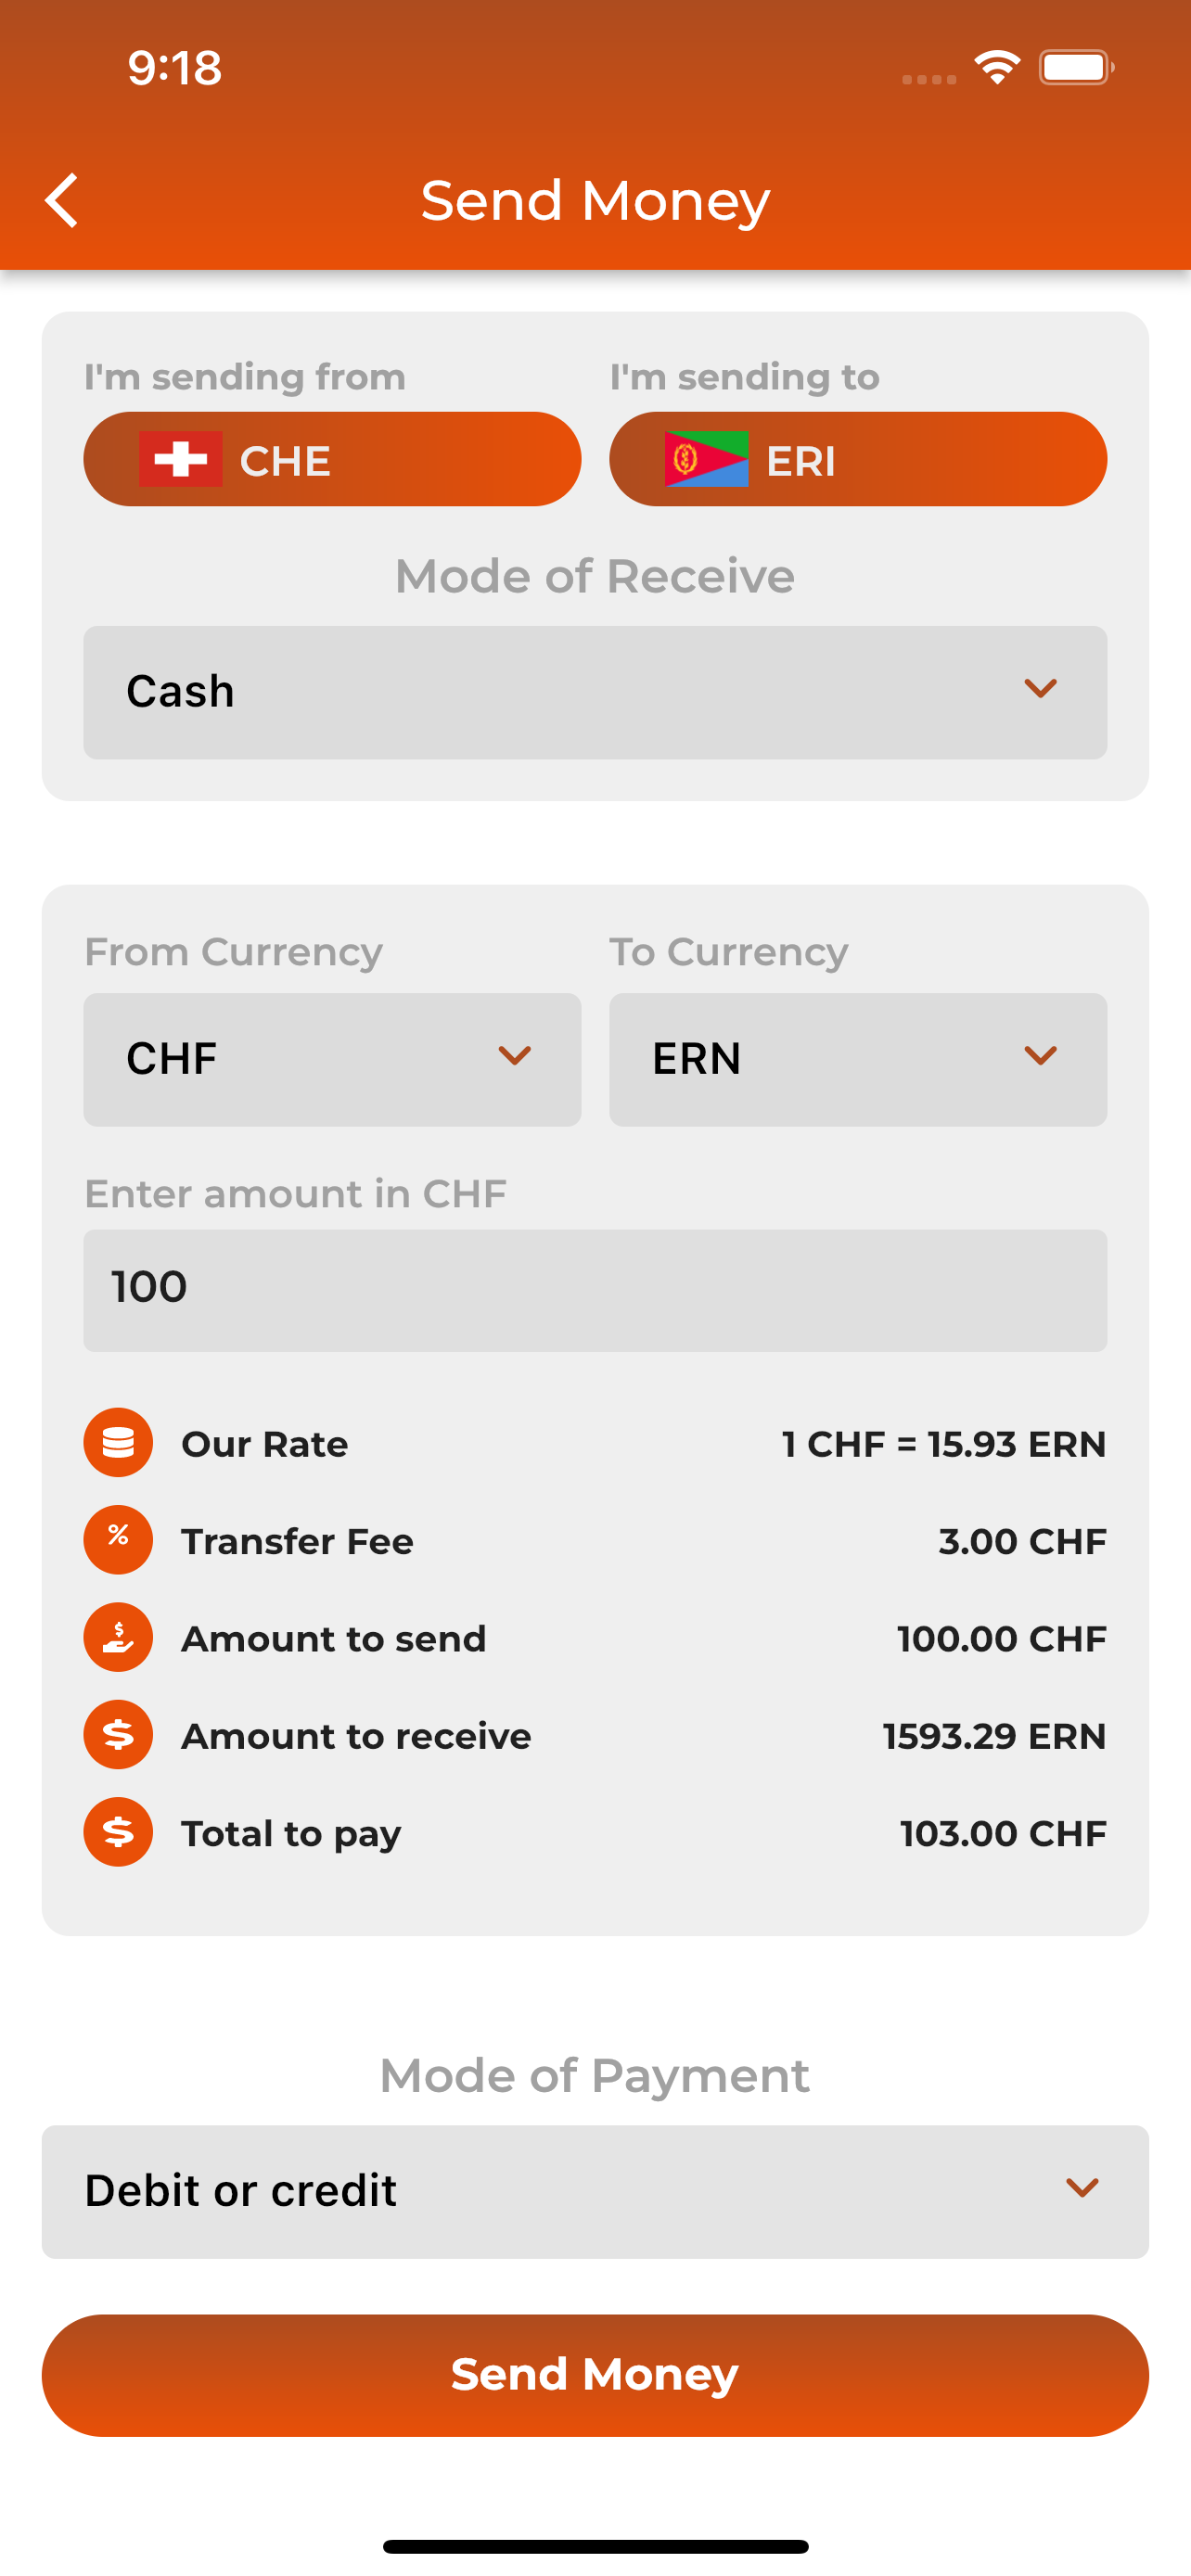 9:18
Send Money
I'm sending from
I'm sending to
CHE
ERI
Mode of Receive
Cash
From Currency
To Currency
CHF
ERN
Enter amount in CHF
100
Our Rate 1 CHF = 15.93 ERN
% Transfer Fee 3.00 CHF
$ Amount to send 100.00 CHF
$ Amount to receive 1593.29 ERN
$ Total to pay 103.00 CHF
Mode of Payment
Debit or credit
Send Money